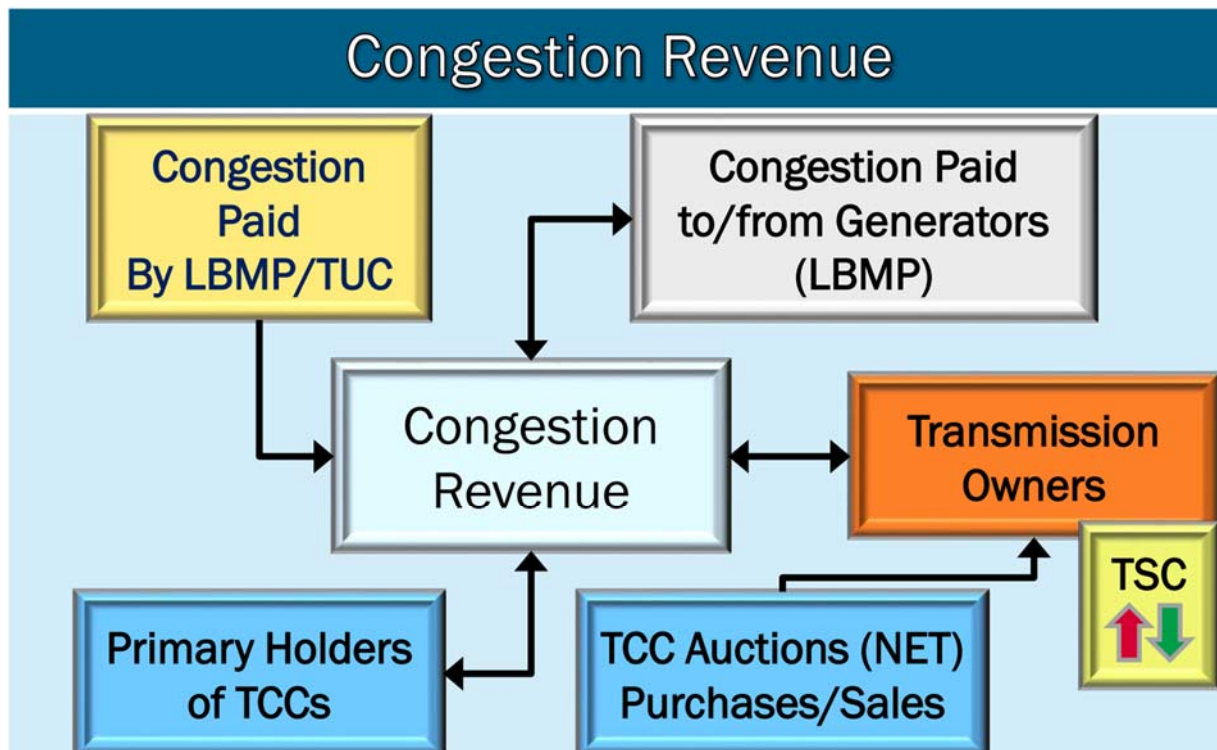 Congestion Revenue
Congestion
Paid
By LBMP/TUC
Congestion Paid
to/from Generators
(LBMP)
Congestion
Revenue
Transmission
Owners
TSC
Primary Holders
of TCCs
TCC Auctions (NET)
Purchases/Sales